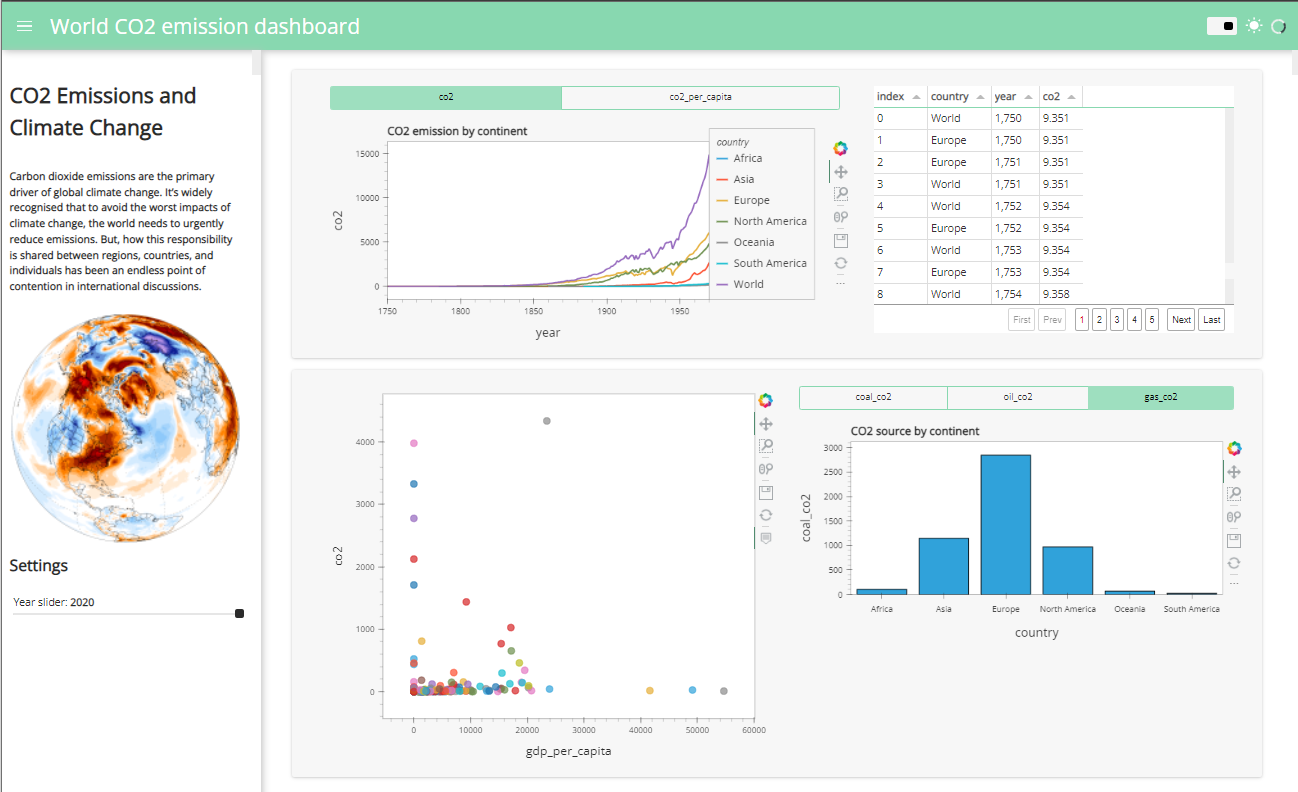 World CO2 emission dashboard
CO2 Emissions and
Climate Change
Carbon dioxide emissions are the primary
driver of global climate change. It's widely
recognised that to avoid the worst impacts of
climate change, the world needs to urgently
reduce emissions. But, how this responsibility
is shared between regions, countries, and
individuals has been an endless point of
contention in international discussions.
Settings
Year slider: 2020
co2
co2_per_capita
CO2 emission by continent
co2
15000
10000
5000
0
1750
1800
1850
1900
1950
year
country
Africa
Asia
Europe
North America
Oceania
South America
World
index country year co2
0 World 1,750 9.351
1 Europe 1,750 9.351
2 Europe 1,751 9.351
3 World 1,751 9.351
4 World 1,752 9.354
5 Europe 1,752 9.354
6 World 1,753 9.354
7 Europe 1,753 9.354
8 World 1,754 9.358
First Prev 1 2 3 4 5 Next Last
co2
4000
3000
2000
1000
0
0
10000
20000
30000
40000
50000
60000
gdp_per_capita
coal_co2
oil_co2
gas_co2
CO2 source by continent
coal_co2
3000
2500
2000
1500
1000
500
0
Africa
Asia
Europe
North America
Oceania
South America
country